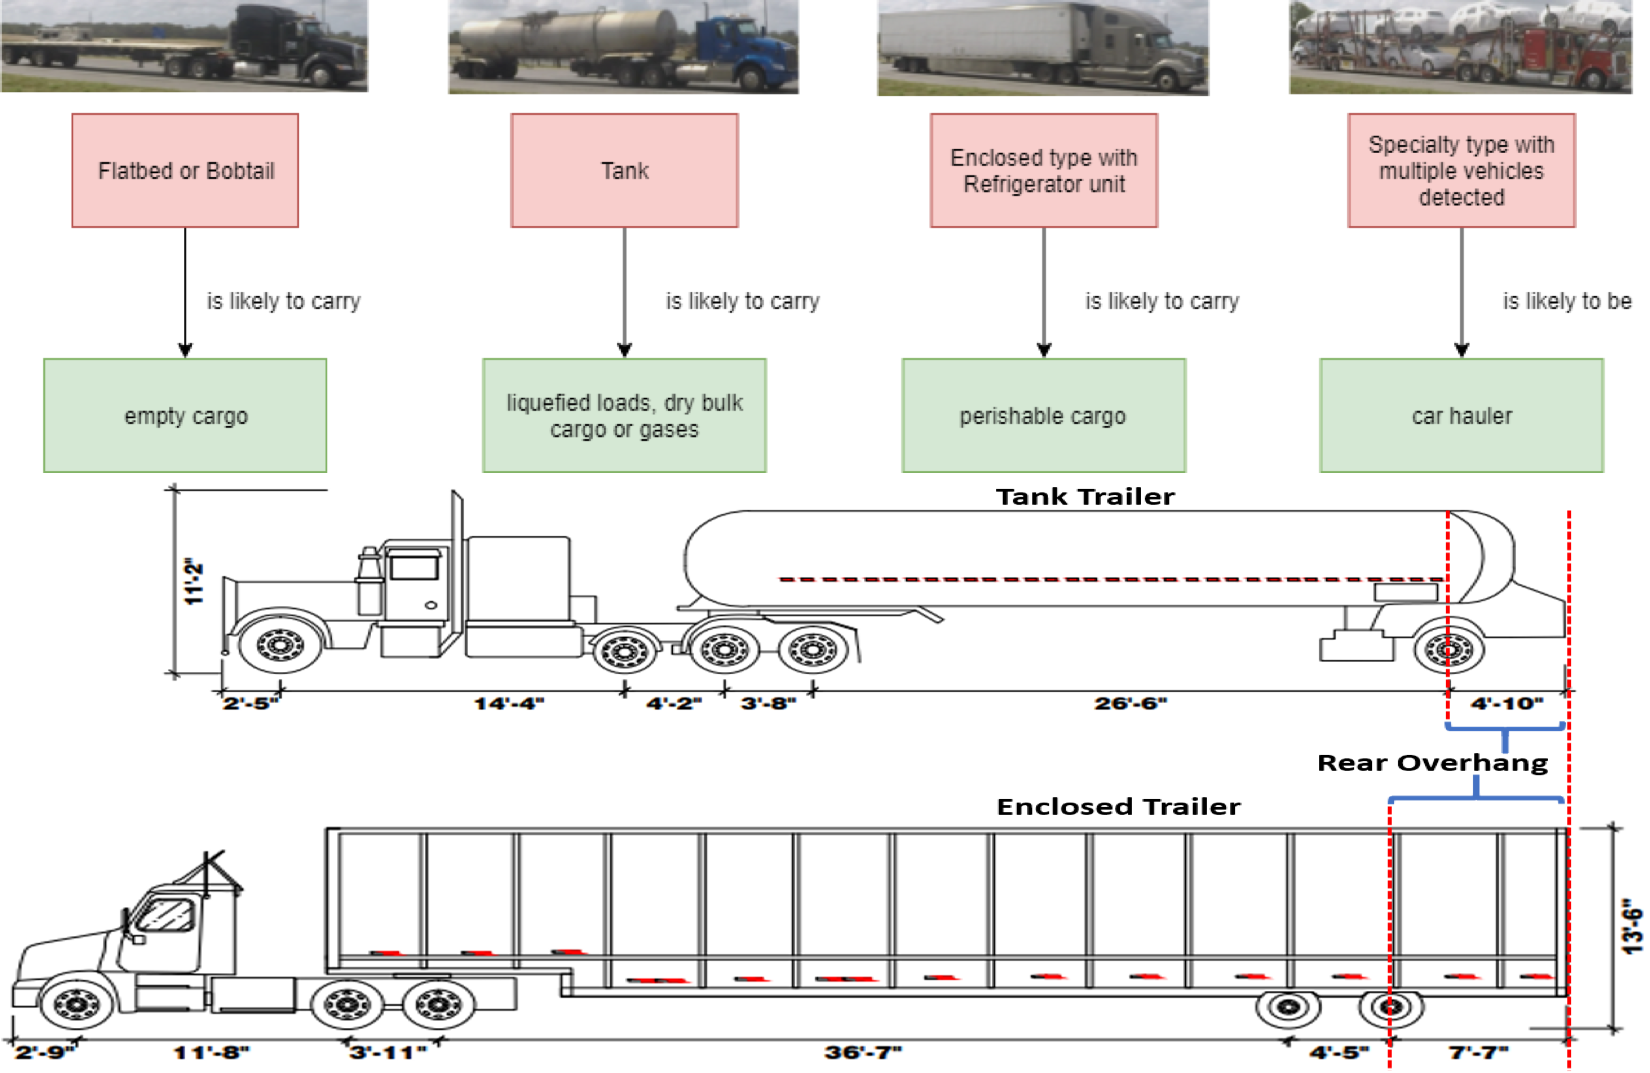 Flatbed or Bobtail
Tank
Enclosed type with
Refrigerator unit
Specialty type with
multiple vehicles
detected
is likely to carry
is likely to carry
is likely to carry
is likely to be
empty cargo
liquefied loads, dry bulk
cargo or gases
perishable cargo
car hauler
Tank Trailer
11'-2"
2'-5"
14'-4"
4'-2"
3'-8"
26'-6"
4'-10"
Rear Overhang
Enclosed Trailer
13'-6"
2'-9"
11'-8"
3'-11"
36'-7"
4'-5"
7'-7"